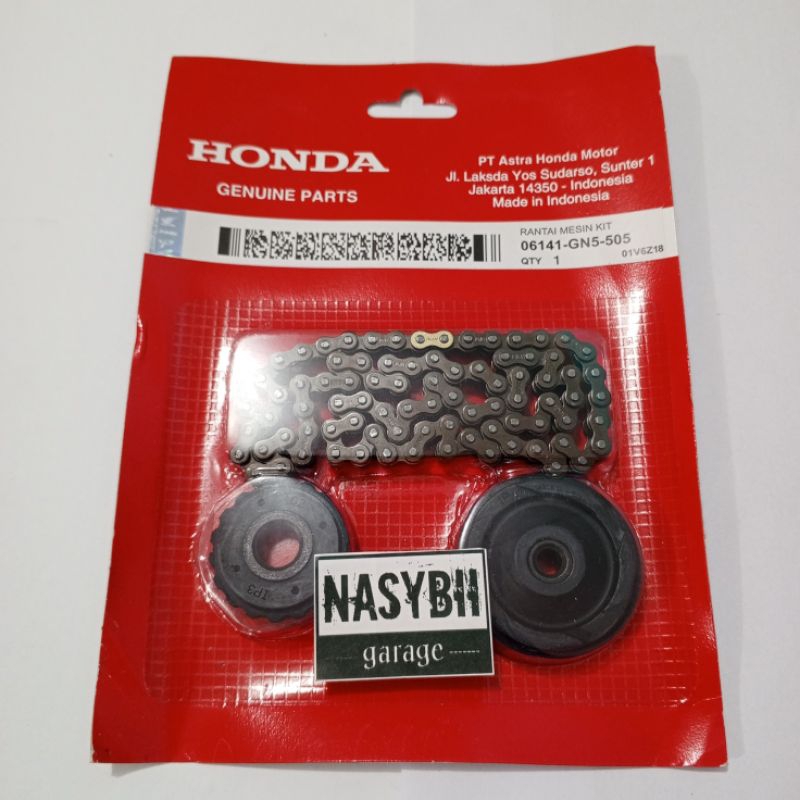 HONDA
GENUINE PARTS
PT Astra Honda Motor
Jl. Laksda Yos Sudarso, Sunter 1
Jakarta 14350 - Indonesia
Made in Indonesia
RANTAI MESIN KIT
06141-GN5-505
QTY 1
01V6Z18
TP3
NASYBII
garage